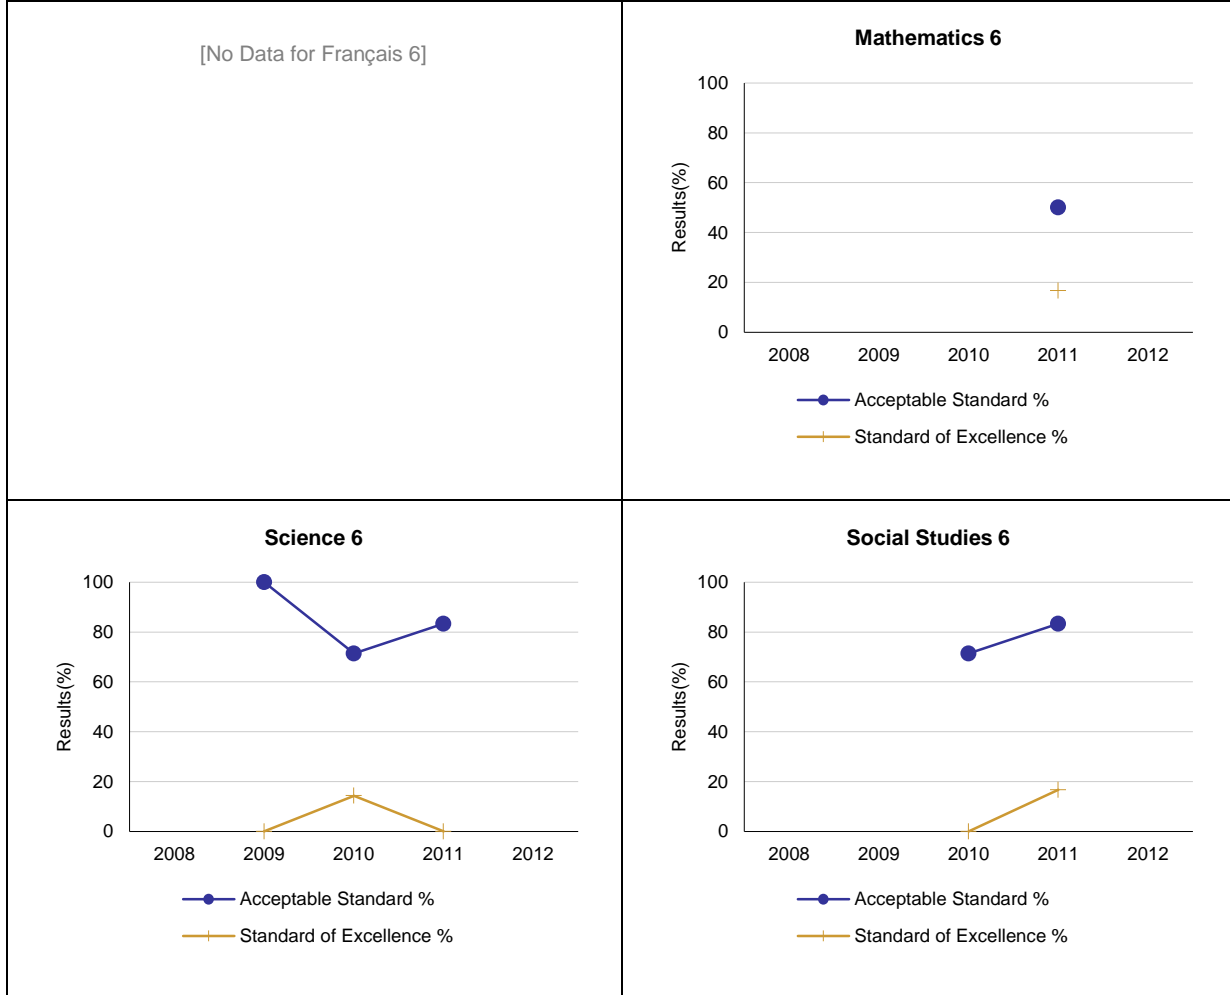 [No Data for Français 6]
Mathematics 6
Results(%)
100
80
60
40
20
0
2008 2009 2010 2011 2012
Acceptable Standard %
Standard of Excellence %
Science 6
Results(%)
100
80
60
40
20
0
2008 2009 2010 2011 2012
Acceptable Standard %
Standard of Excellence %
Social Studies 6
Results(%)
100
80
60
40
20
0
2008 2009 2010 2011 2012
Acceptable Standard %
Standard of Excellence %